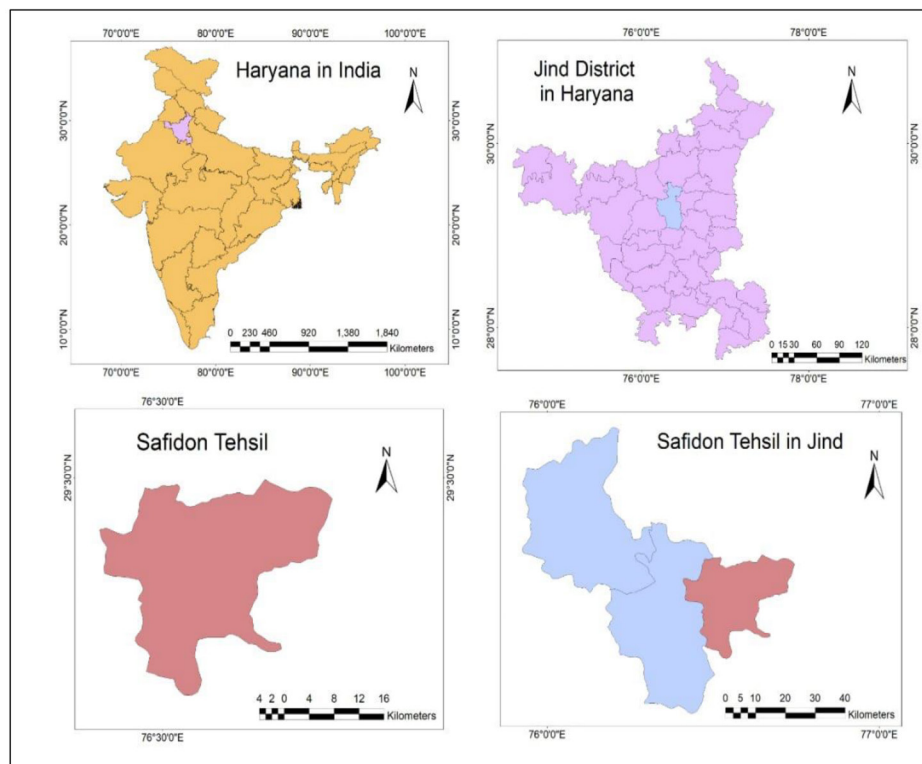 70°0'0"E 80°0'0"E 90°0'0"E 100°0'0"E
Haryana in India
N
30°0'0"N
20°0'0"N
10°0'0"N
30°0'0"N
20°0'0"N
10°0'0"N
0 230 460 920 1,380 1,840
Kilometers
70°0'0"E 80°0'0"E 90°0'0"E 100°0'0"E
76°0'0"E 78°0'0"E
Jind District
in Haryana
N
30°0'0"N
28°0'0"N
30°0'0"N
28°0'0"N
0 15 30 60 90 120
Kilometers
76°0'0"E 78°0'0"E
76°30'0"E
Safidon Tehsil
N
29°30'0"N
29°30'0"N
4 2 0 4 8 12 16
Kilometers
76°30'0"E
76°0'0"E 77°0'0"E
Safidon Tehsil in Jind
N
0 5 10 20 30 40
Kilometers
76°0'0"E 77°0'0"E